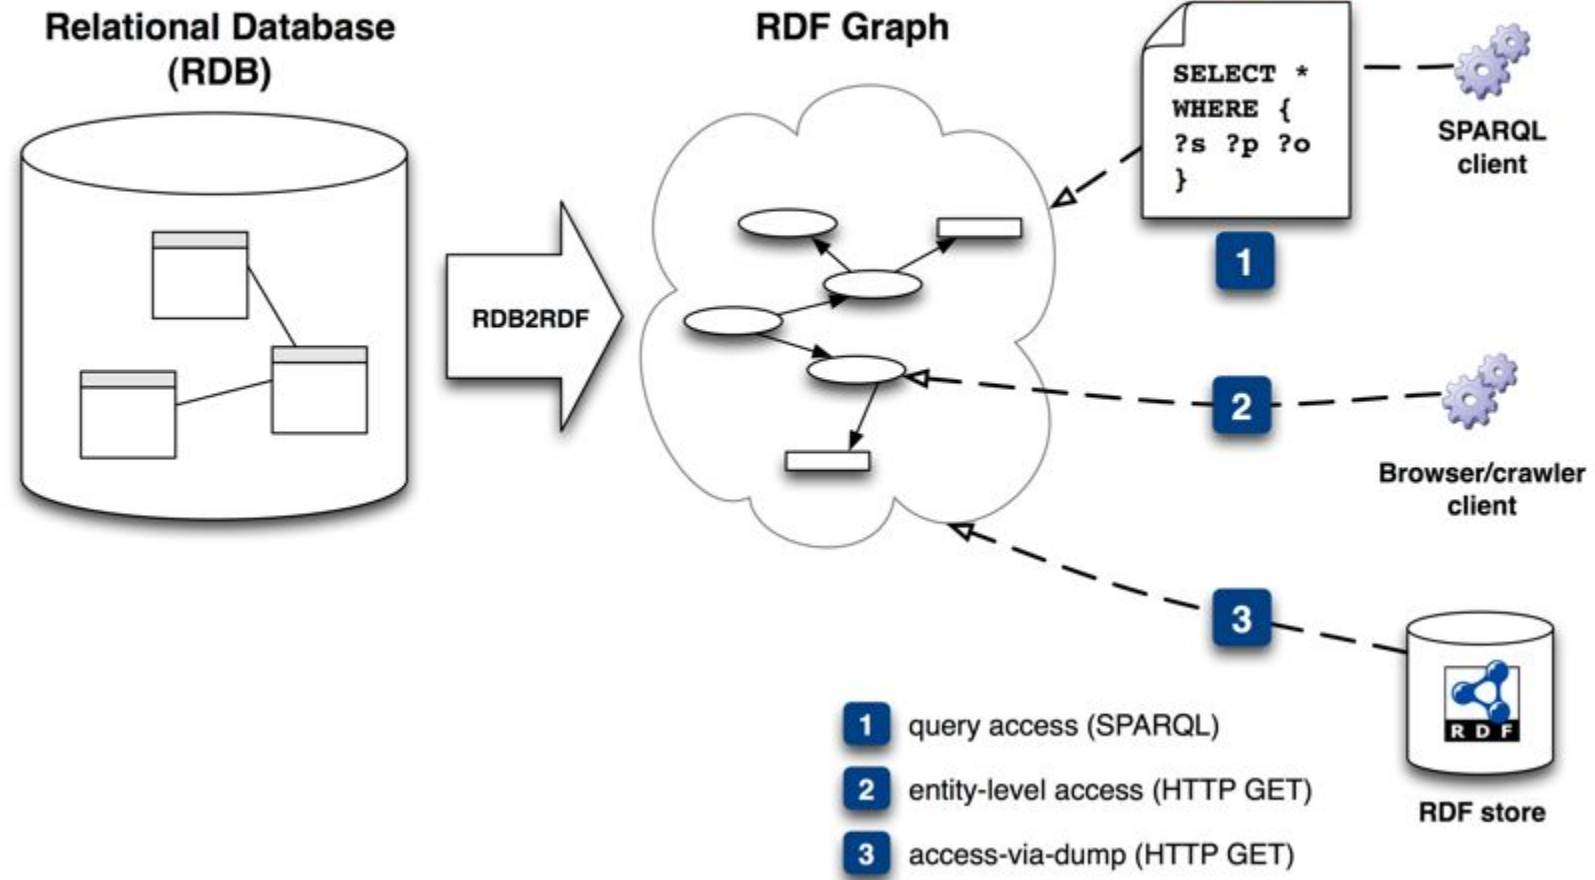 Relational Database
(RDB)
RDF Graph
SELECT *
WHERE {
?s ?p ?o
}
SPARQL
client
1
RDB2RDF
2
Browser/crawler
client
3
RDF
RDF store
1 query access (SPARQL)
2 entity-level access (HTTP GET)
3 access-via-dump (HTTP GET)